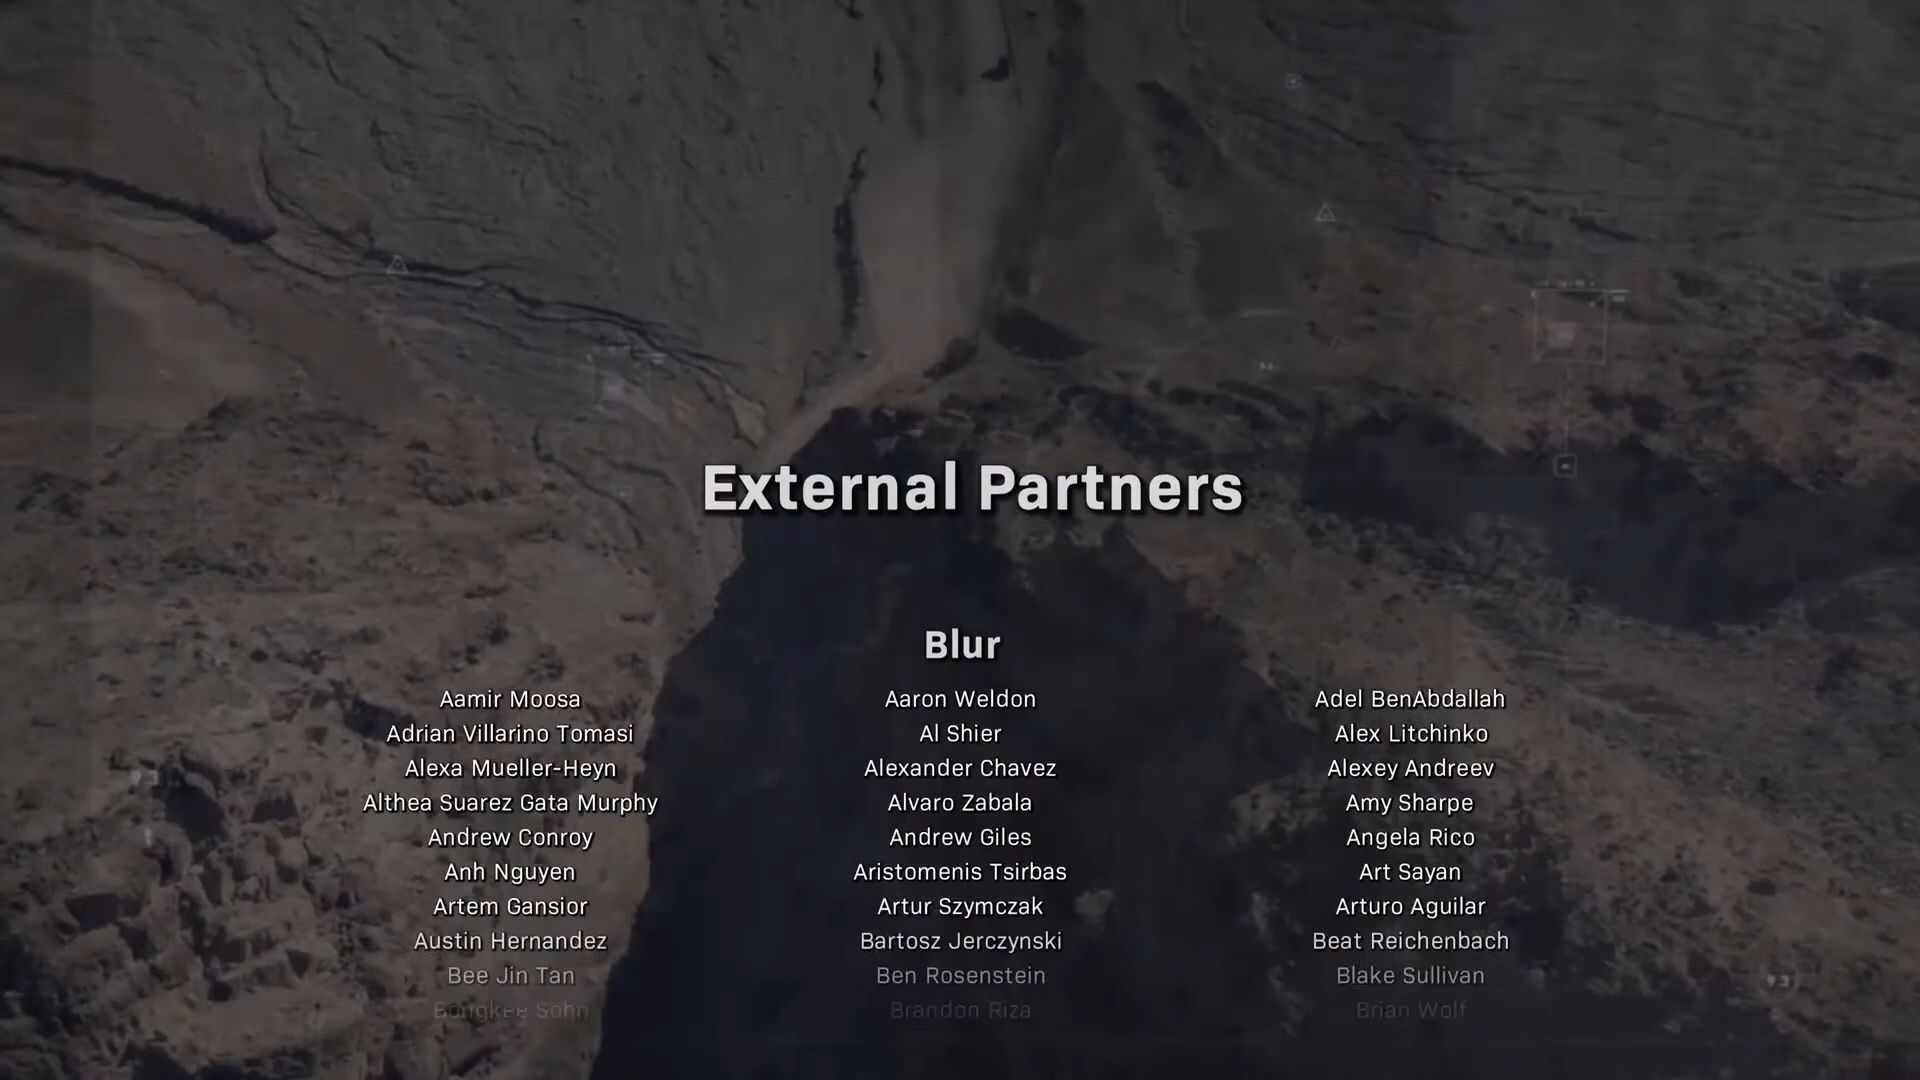 External Partners
Blur
Aamir Moosa Aaron Weldon Adel BenAbdallah
Adrian Villarino Tomasi Al Shier Alex Litchinko
Alexa Mueller-Heyn Alexander Chavez Alexey Andreev
Althea Suarez Gata Murphy Alvaro Zabala Amy Sharpe
Andrew Conroy Andrew Giles Angela Rico
Anh Nguyen Aristomenis Tsirbas Art Sayan
Artem Gansior Artur Szymczak Arturo Aguilar
Austin Hernandez Bartosz Jerczynski Beat Reichenbach
Bee Jin Tan Ben Rosenstein Blake Sullivan
Bongkee Sohn Brandon Riza Brian Wolf